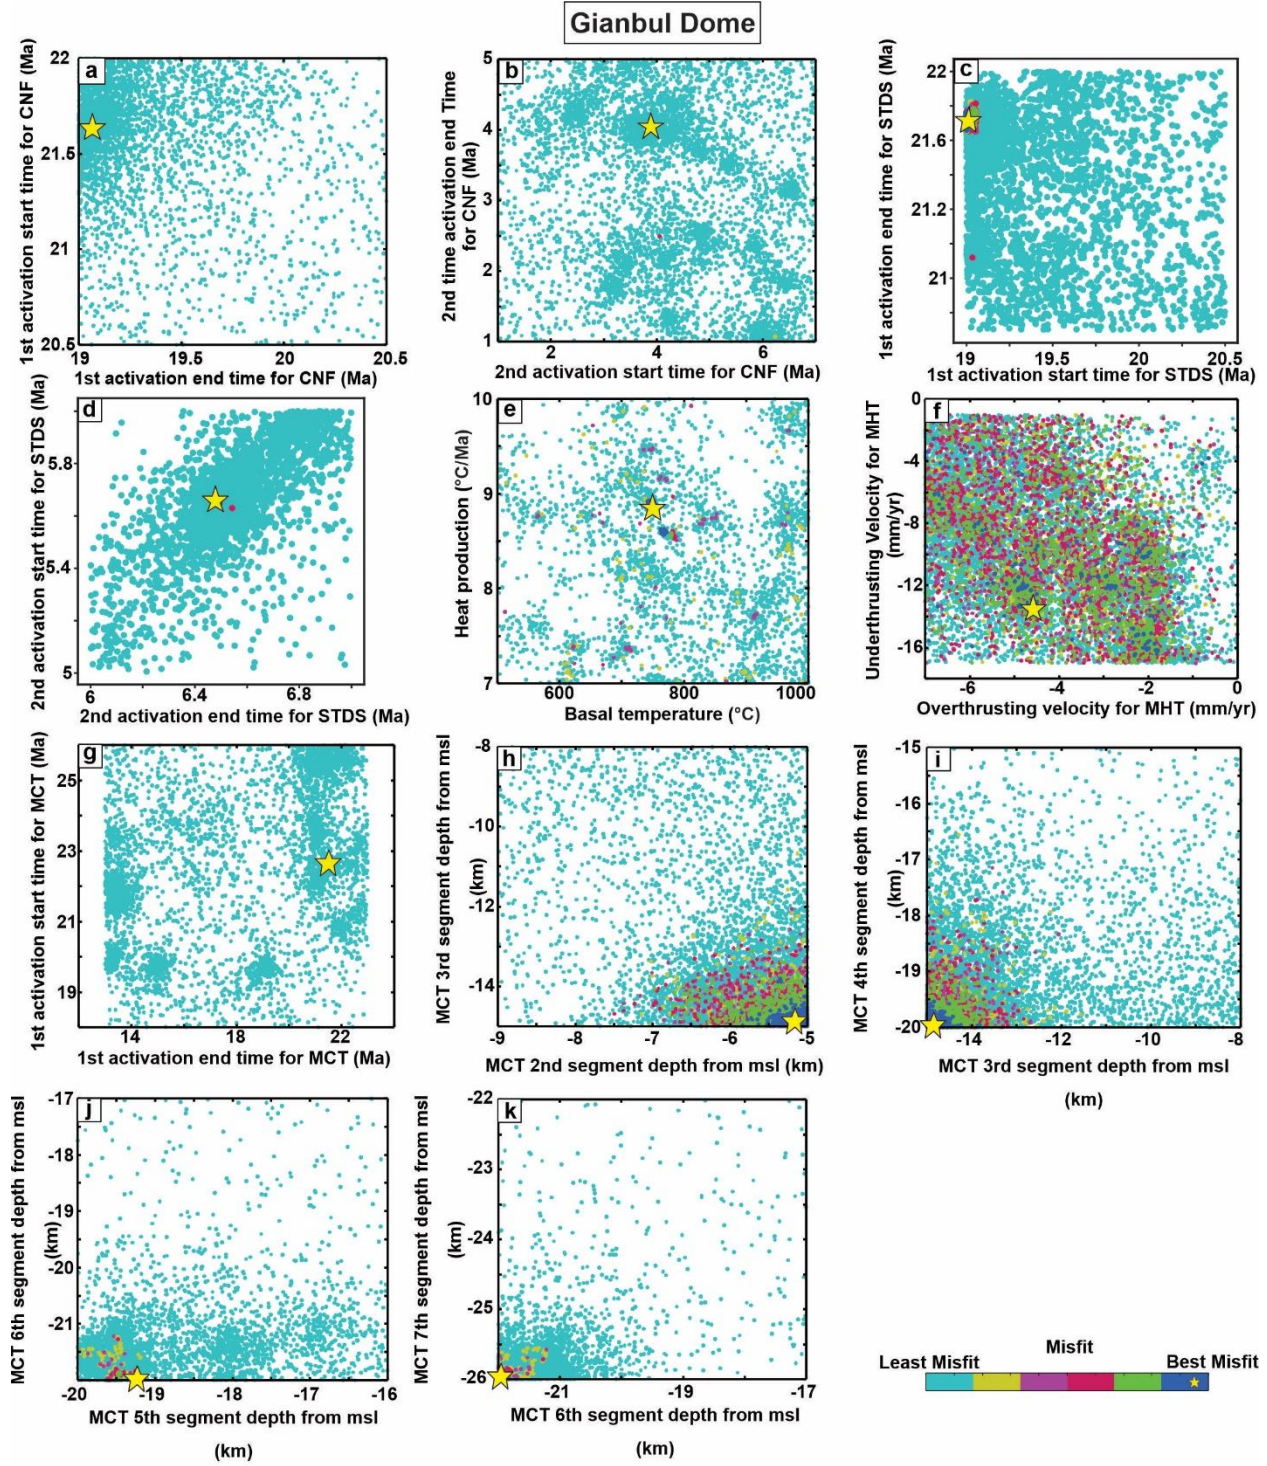 Gianbul Dome
a
1st activation start time for CNF (Ma)
22
21.5
21
20.5
19
19.5
20
20.5
1st activation end time for CNF (Ma)
b
2nd time activation end Time
for CNF (Ma)
5
4
3
2
1
2
4
6
2nd activation start time for CNF (Ma)
c
1st activation end time for STDS (Ma)
22
21.6
21.2
21
19
19.5
20
20.5
1st activation start time for STDS (Ma)
d
2nd activation start time for STDS (Ma)
5.8
5.4
5
6
6.4
6.8
2nd activation end time for STDS (Ma)
e
Heat production (°C/Ma)
10
9
8
7
600
800
1000
Basal temperature (°C)
f
Underthrusting Velocity for MHT
(mm/yr)
0
-4
-8
-12
-16
-6
-4
-2
0
Overthrusting velocity for MHT (mm/yr)
g
1st activation start time for MCT (Ma)
25
23
21
19
14
18
22
1st activation end time for MCT (Ma)
h
MCT 3rd segment depth from msl
(km)
-8
-10
-12
-14
-9
-8
-7
-6
-5
MCT 2nd segment depth from msl (km)
i
MCT 4th segment depth from msl
(km)
-15
-16
-17
-18
-19
-20
-14
-12
-10
-8
MCT 3rd segment depth from msl
(km)
j
MCT 6th segment depth from msl
(km)
-17
-18
-19
-20
-21
-20
-19
-18
-17
-16
MCT 5th segment depth from msl
(km)
k
MCT 7th segment depth from msl
(km)
-22
-23
-24
-25
-26
-21
-19
-17
MCT 6th segment depth from msl
(km)
Misfit
Least Misfit
Best Misfit